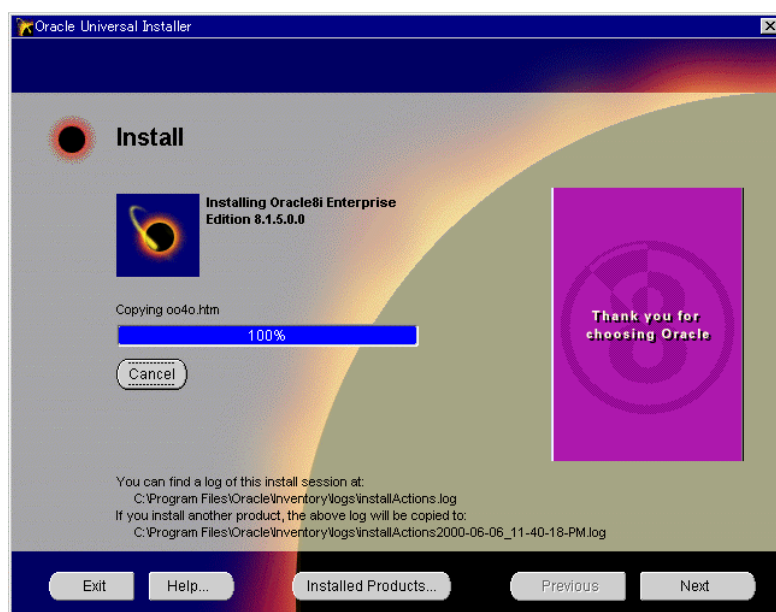 Oracle Universal Installer
Install
Installing Oracle8i Enterprise
Edition 8.1.5.0.0
Copying oo4o.htm
100%
Cancel
8
Thank you for
choosing Oracle
You can find a log of this install session at:
C:\Program Files\Oracle\Inventory\logs\installActions.log
If you install another product, the above log will be copied to:
C:\Program Files\Oracle\Inventory\logs\installActions2000-06-06_11-40-18-PM.log
Exit
Help...
Installed Products...
Previous
Next